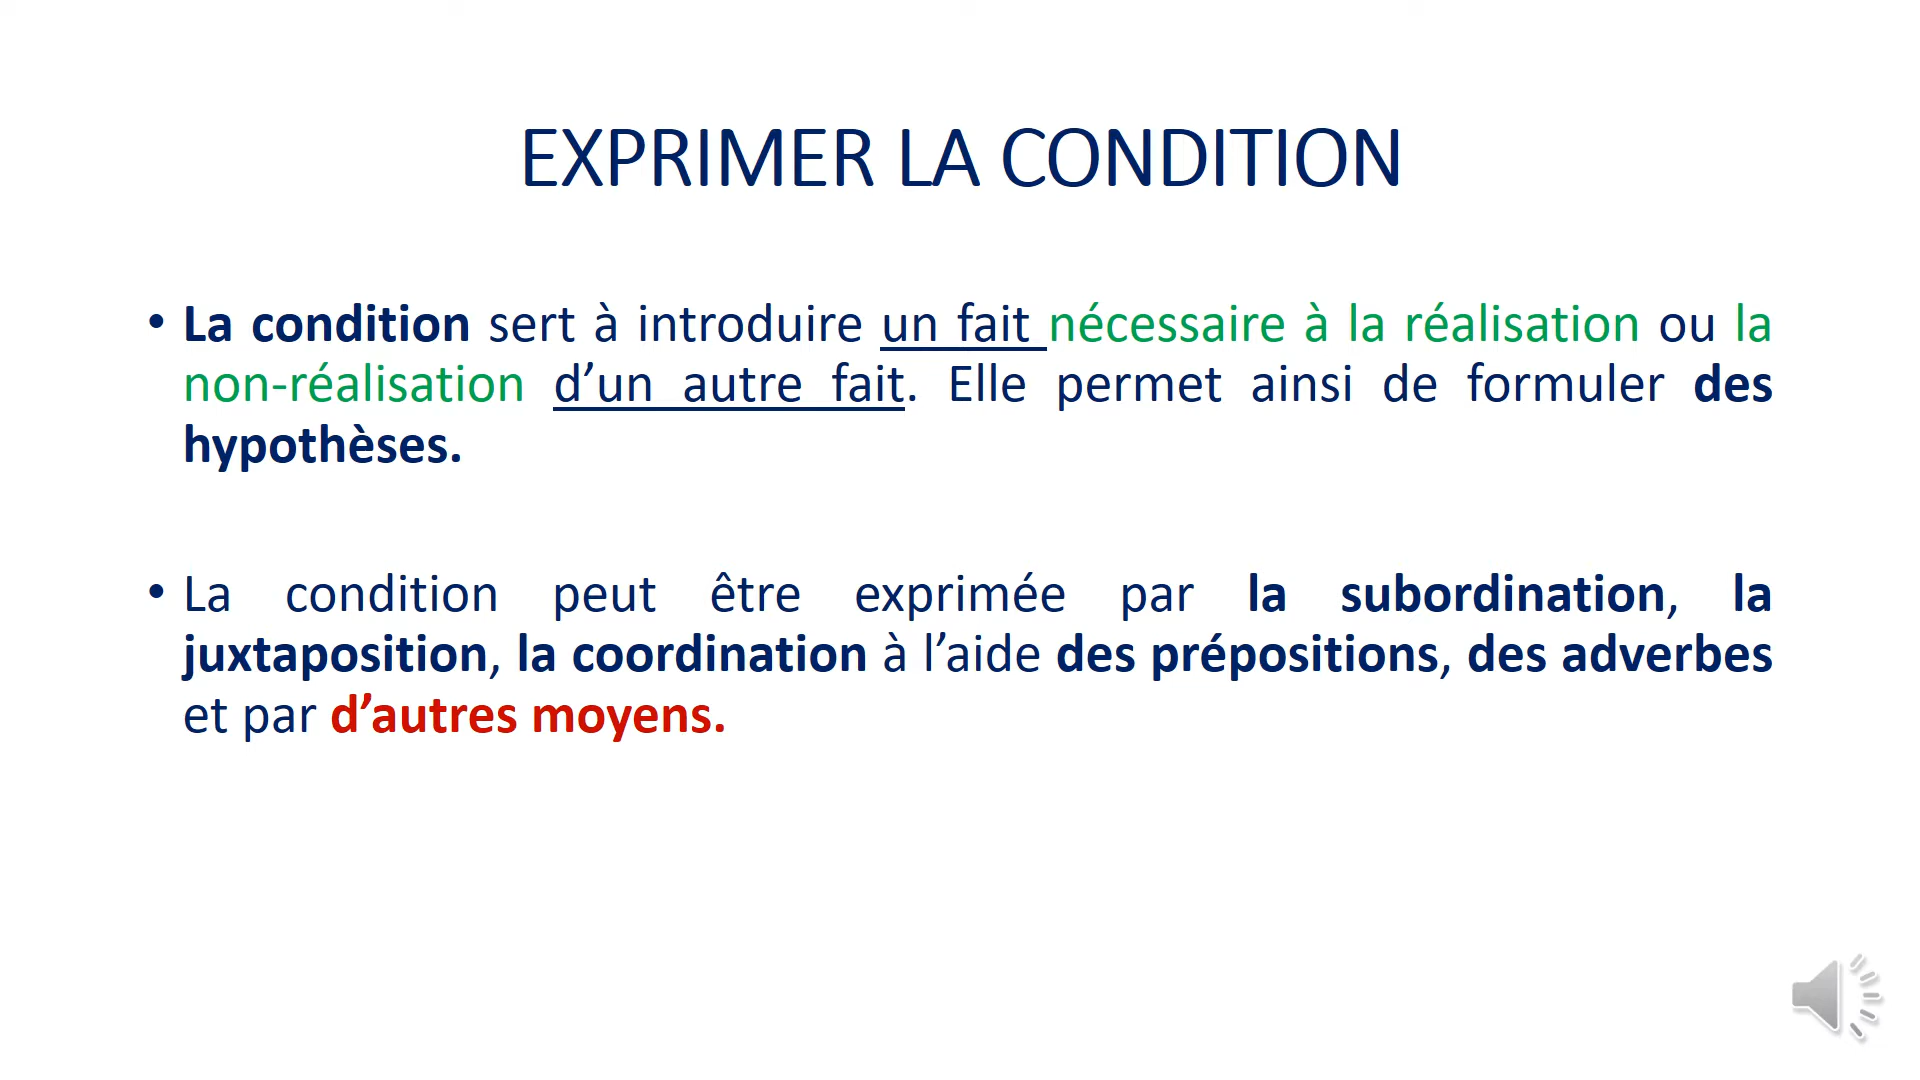 EXPRIMER LA CONDITION
• La condition sert à introduire un fait nécessaire à la réalisation ou la
non-réalisation d’un autre fait. Elle permet ainsi de formuler des
hypothèses.
• La condition peut être exprimée par la subordination, la
juxtaposition, la coordination à l’aide des prépositions, des adverbes
et par d’autres moyens.